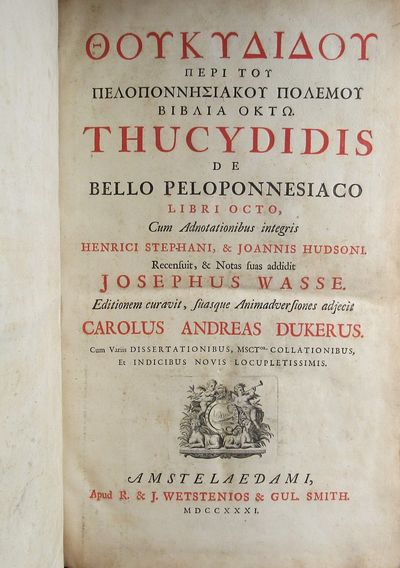 ΘΟΥΚΥΔΙΔΟΥ
ΠΕΡΙ ΤΟΥ
ΠΕΛΟΠΟΝΝΗΣΙΑΚΟΥ ΠΟΛΕΜΟΥ
ΒΙΒΛΙΑ ΟΚΤΩ.
THUCYDIDIS
DE
BELLO PELOPONNESIACO
LIBRI OCTO,
Cum Adnotationibus integris
HENRICI STEPHANI, & JOANNIS HUDSONI.
Recensuit, & Notas suas addidit
JOSEPHUS WASSE.
Editionem curavit, suasque Animadversiones adjecit
CAROLUS ANDREAS DUKERUS.
Cum Variis DISSERTATIONIBUS, MSCTᵒᵐ COLLATIONIBUS,
Et INDICIBUS NOVIS LOCUPLETISSIMIS.
AMSTELAEDAMI,
Apud R. & J. WETSTENIOS & GUL. SMITH.
MDCCXXXI.